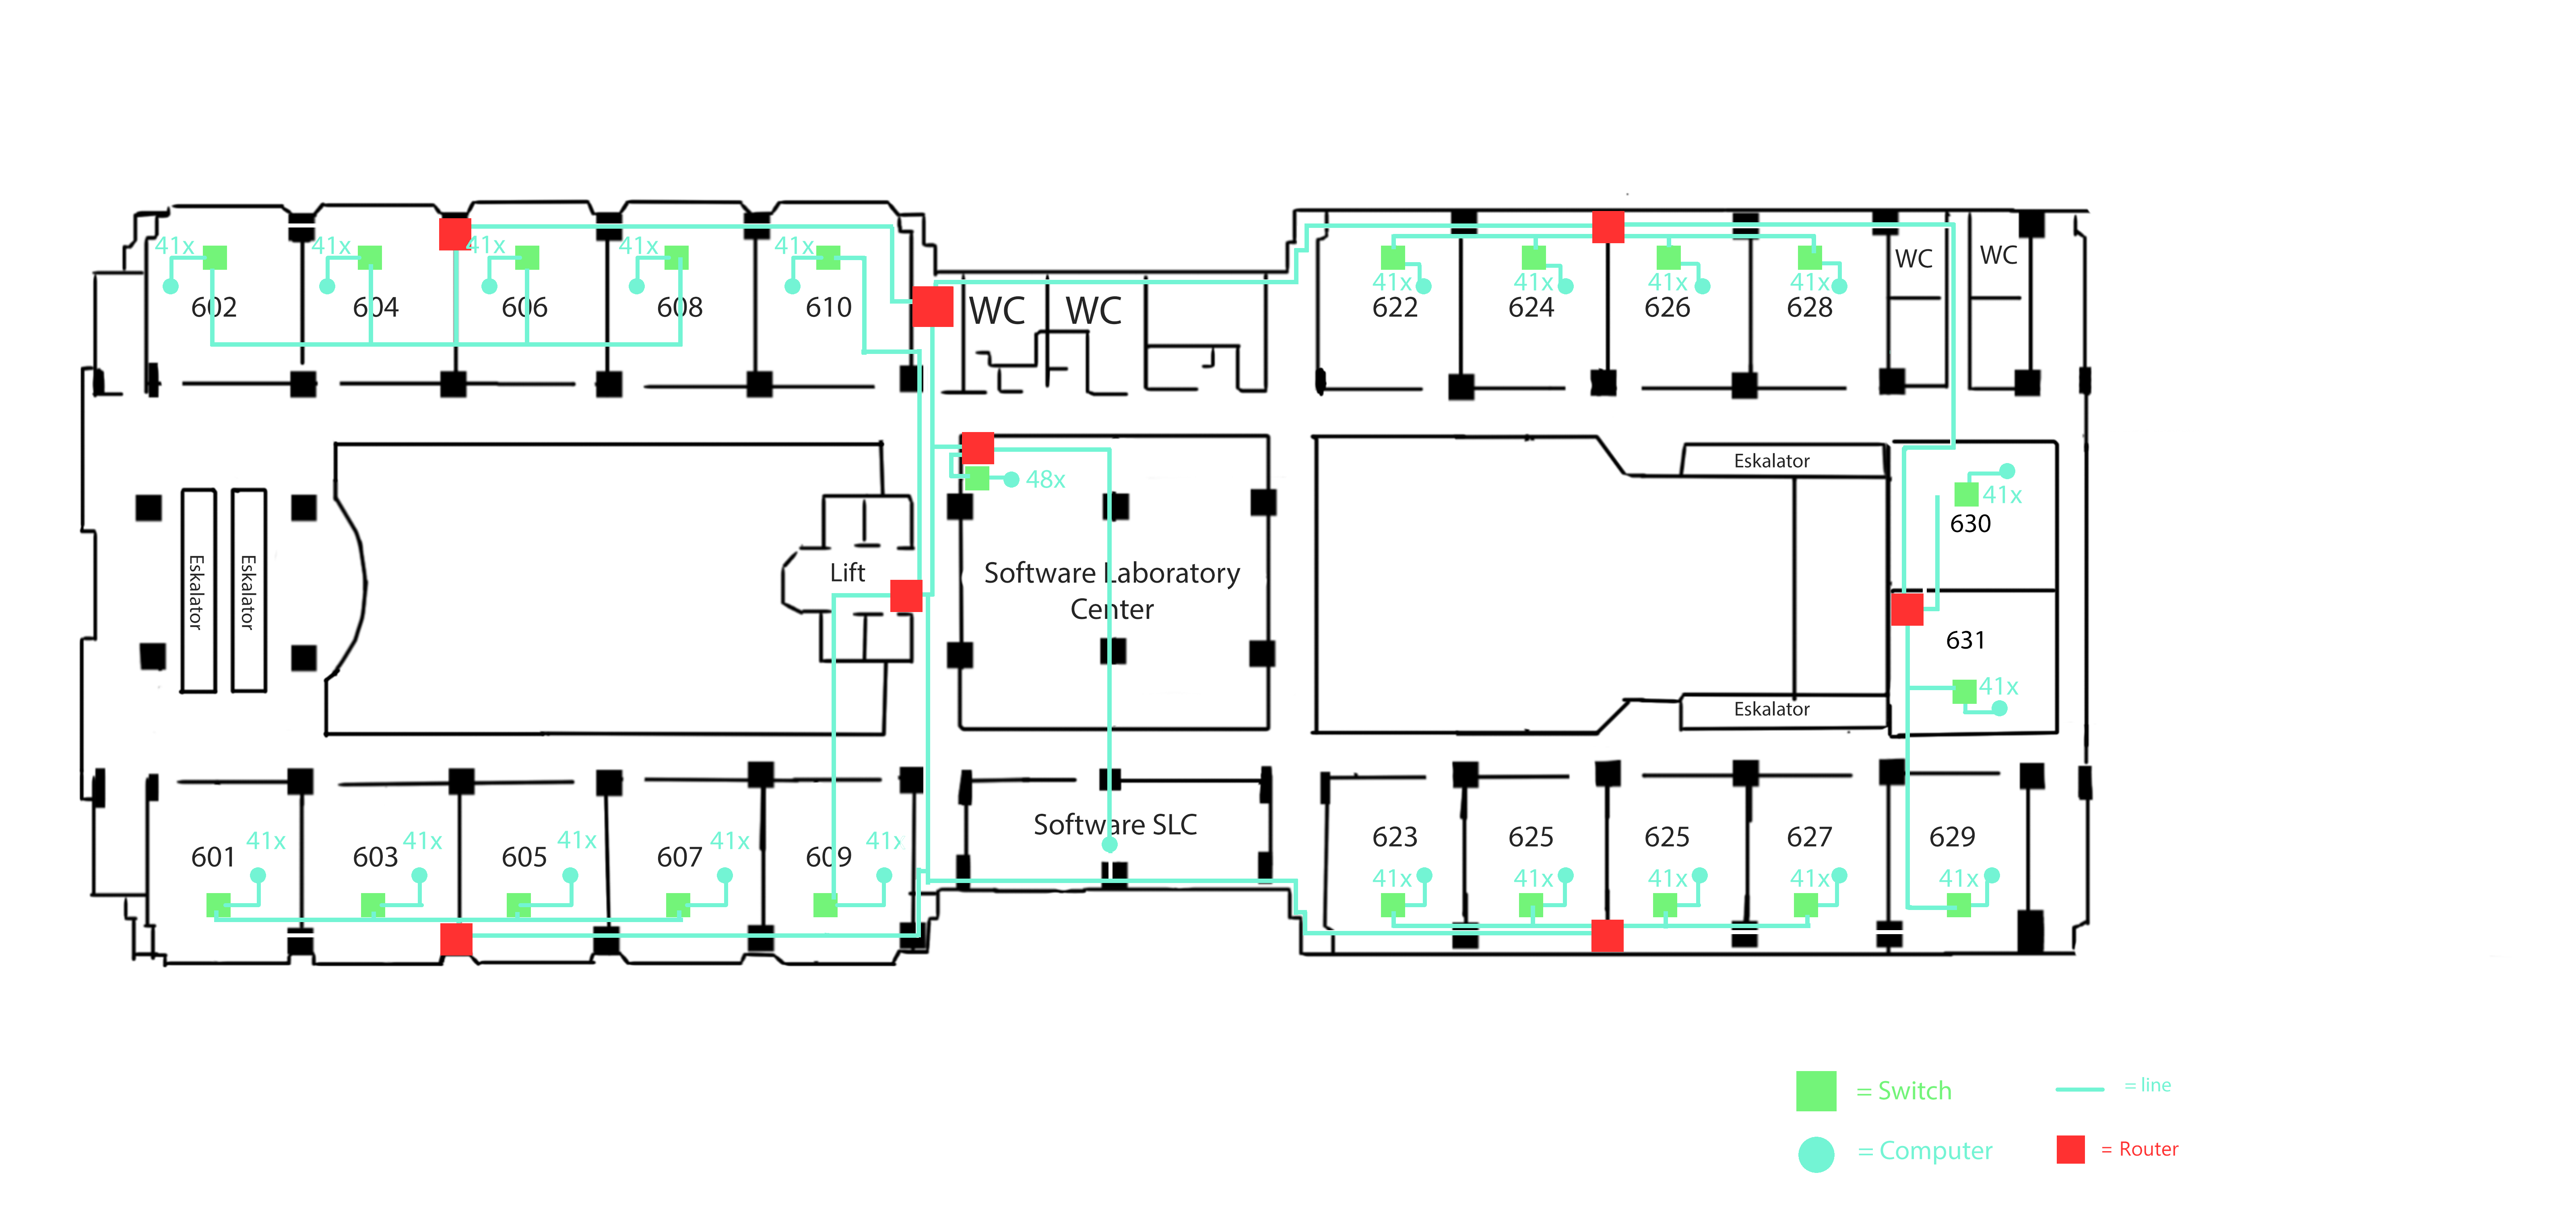 41x
41x
41x
41x
41x
602
604
606
608
610
WC
WC
41x
41x
41x
41x
622
624
626
628
WC
WC
Eskalator
Eskalator
Lift
48x
Software Laboratory
Center
Eskalator
41x
630
631
41x
Eskalator
601
41x
603
41x
605
41x
607
41x
609
41x
Software SLC
623
625
625
627
629
41x
41x
41x
41x
41x
= Switch
= line
= Computer
= Router